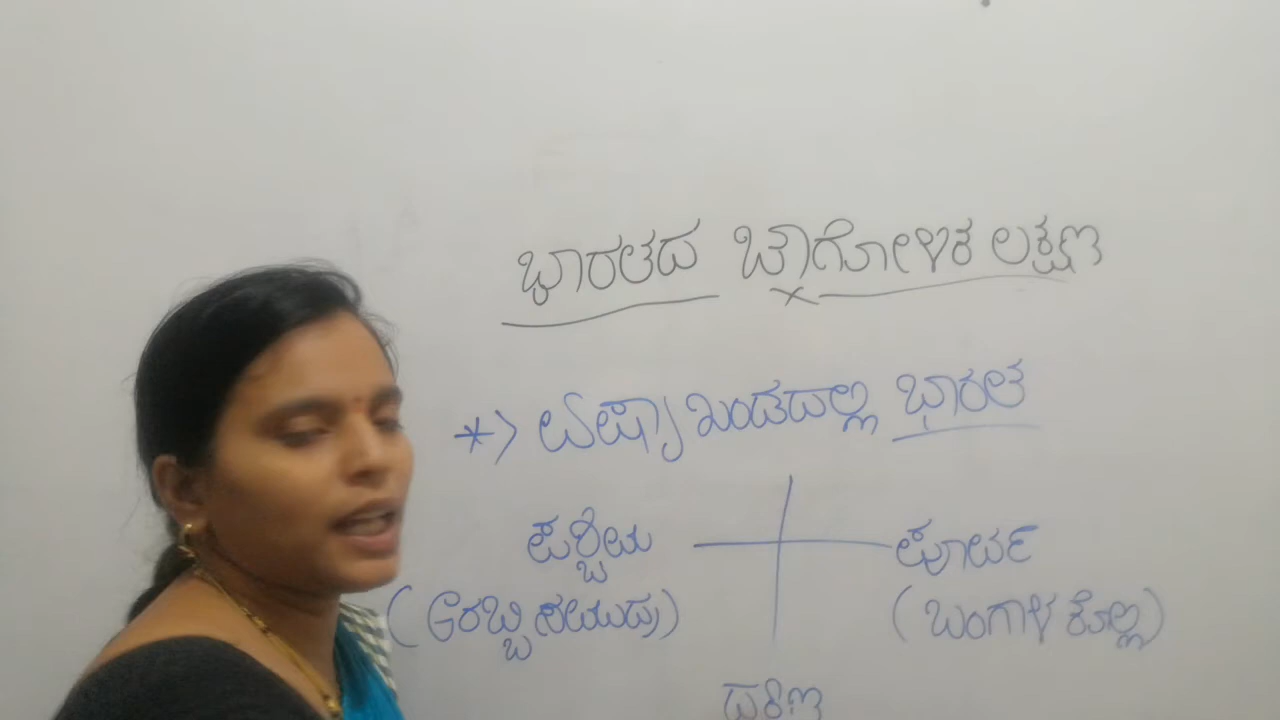 ಭಾರತದ ಭೌಗೋಳಿಕ ಲಕ್ಷಣ
*> ಏಷ್ಯಾ ಖಂಡದಲ್ಲಿ ಭಾರತ
ಪಶ್ಚಿಮ ಪೂರ್ವ
(ಅರಬ್ಬಿ ಸಮುದ್ರ) (ಬಂಗಾಳ ಕೊಲ್ಲಿ)
ದಕ್ಷಿಣ